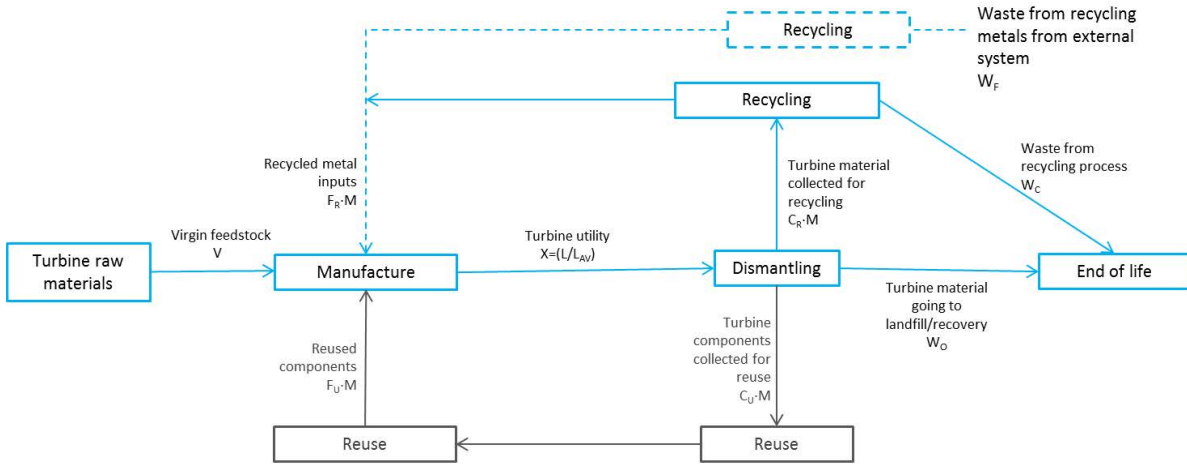 Recycling
Waste from recycling
metals from external
system
W_F
Recycling
Recycled metal
inputs
F_R·M
Turbine material
collected for
recycling
C_R·M
Waste from
recycling process
W_C
Virgin feedstock
V
Turbine utility
X=(L/L_AV)
Turbine raw
materials
Manufacture
Dismantling
End of life
Turbine material
going to
landfill/recovery
W_O
Reused
components
F_U·M
Turbine
components
collected for
reuse
C_U·M
Reuse
Reuse